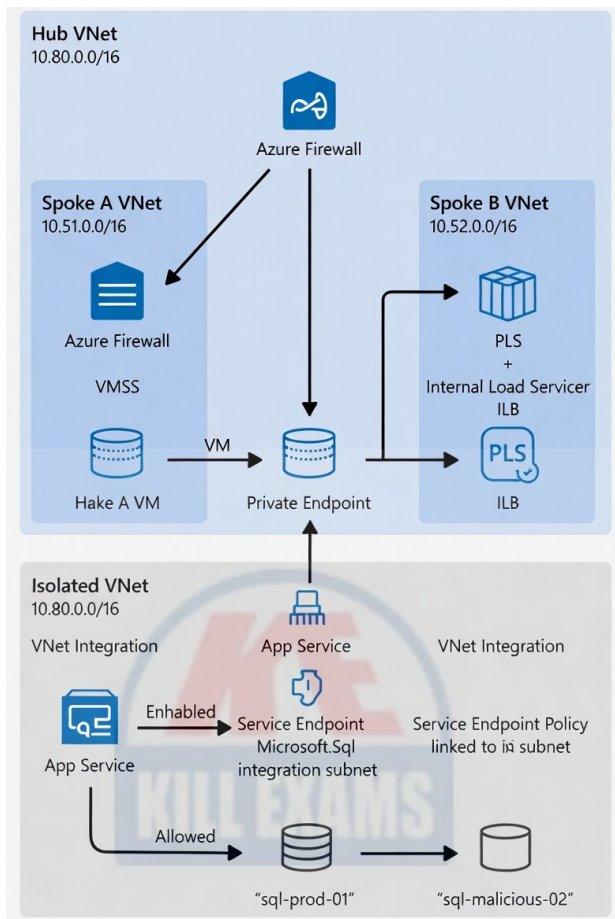 Hub VNet
10.80.0.0/16
Azure Firewall
Spoke A VNet
10.51.0.0/16
Spoke B VNet
10.52.0.0/16
Azure Firewall
VMSS
PLS
+
Internal Load Servicer
ILB
VM
PLS
Hake A VM
Private Endpoint
ILB
Isolated VNet
10.80.0.0/16
VNet Integration
App Service
VNet Integration
Enhabled
Service Endpoint
Microsoft.Sql
integration subnet
Service Endpoint Policy
linked to subnet
App Service
KILL EXAMS
Allowed
"sql-prod-01"
"sql-malicious-02"